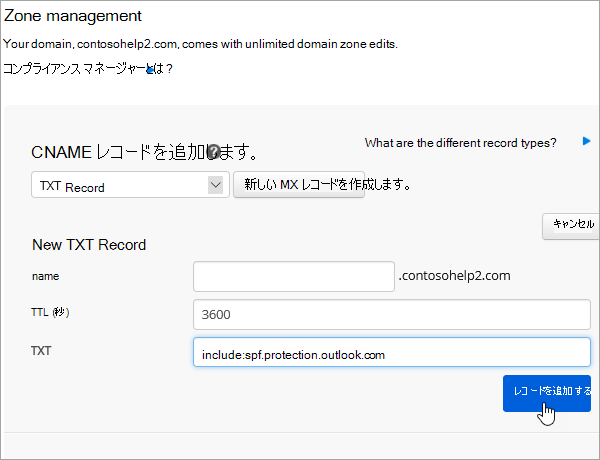 Zone management
Your domain, contosohelp2.com, comes with unlimited domain zone edits.
コンプライアンス マネージャーとは?
CNAME レコードを追加します。
What are the different record types?
TXT Record
新しい MX レコードを作成します。
キャンセル
New TXT Record
name
.contosohelp2.com
TTL (秒)
3600
TXT
include:spf.protection.outlook.com
レコードを追加する